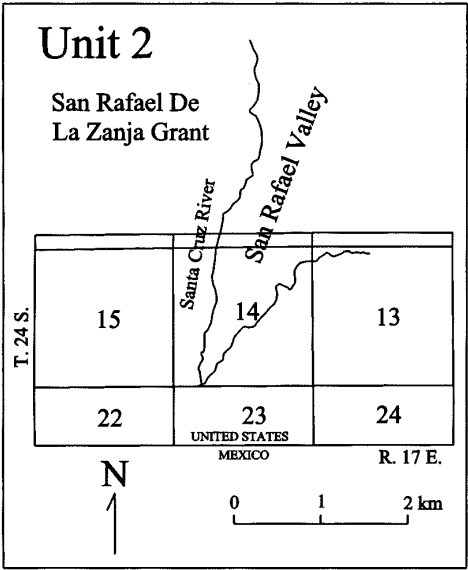 Unit 2
San Rafael De
La Zanja Grant
San Rafael Valley
Santa Cruz River
T. 24 S.
15
14
13
22
23
24
UNITED STATES
MEXICO
R. 17 E.
N
0 1 2 km